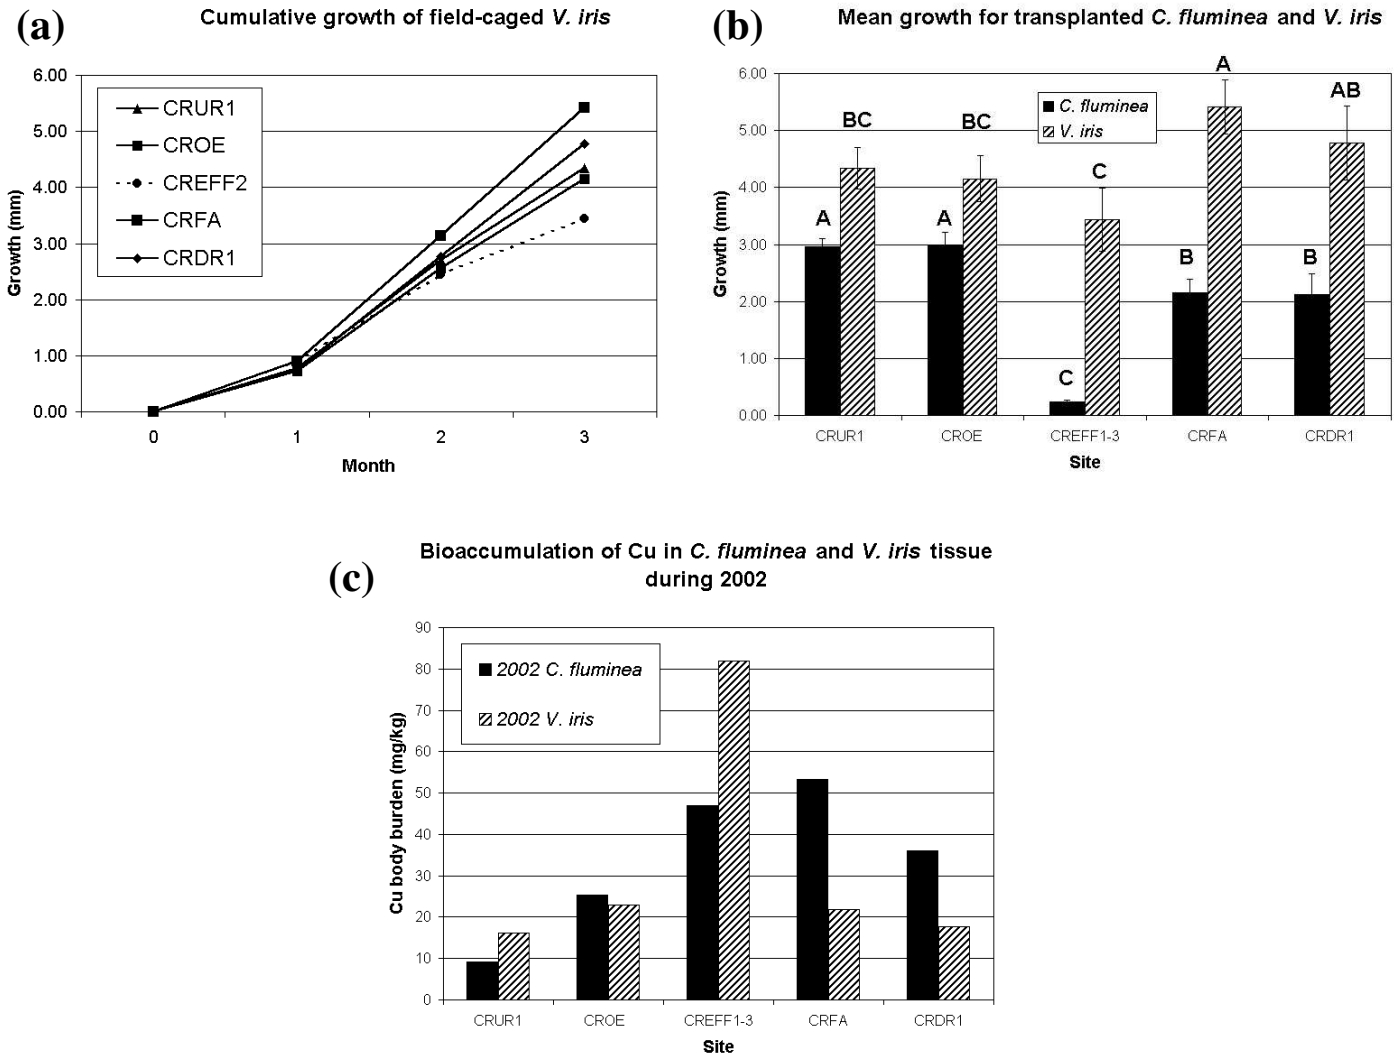 (a)
Cumulative growth of field-caged V. iris
6.00
5.00
4.00
3.00
2.00
1.00
0.00
Growth (mm)
CRUR1
CROE
CREFF2
CRFA
CRDR1
0 1 2 3
Month
(b)
Mean growth for transplanted C. fluminea and V. iris
6.00
5.00
4.00
3.00
2.00
1.00
0.00
Growth (mm)
C. fluminea
V. iris
A BC A BC C C B A B AB
CRUR1 CROE CREFF1-3 CRFA CRDR1
Site
(c)
Bioaccumulation of Cu in C. fluminea and V. iris tissue
during 2002
90
80
70
60
50
40
30
20
10
0
Cu body burden (mg/kg)
2002 C. fluminea
2002 V. iris
CRUR1 CROE CREFF1-3 CRFA CRDR1
Site